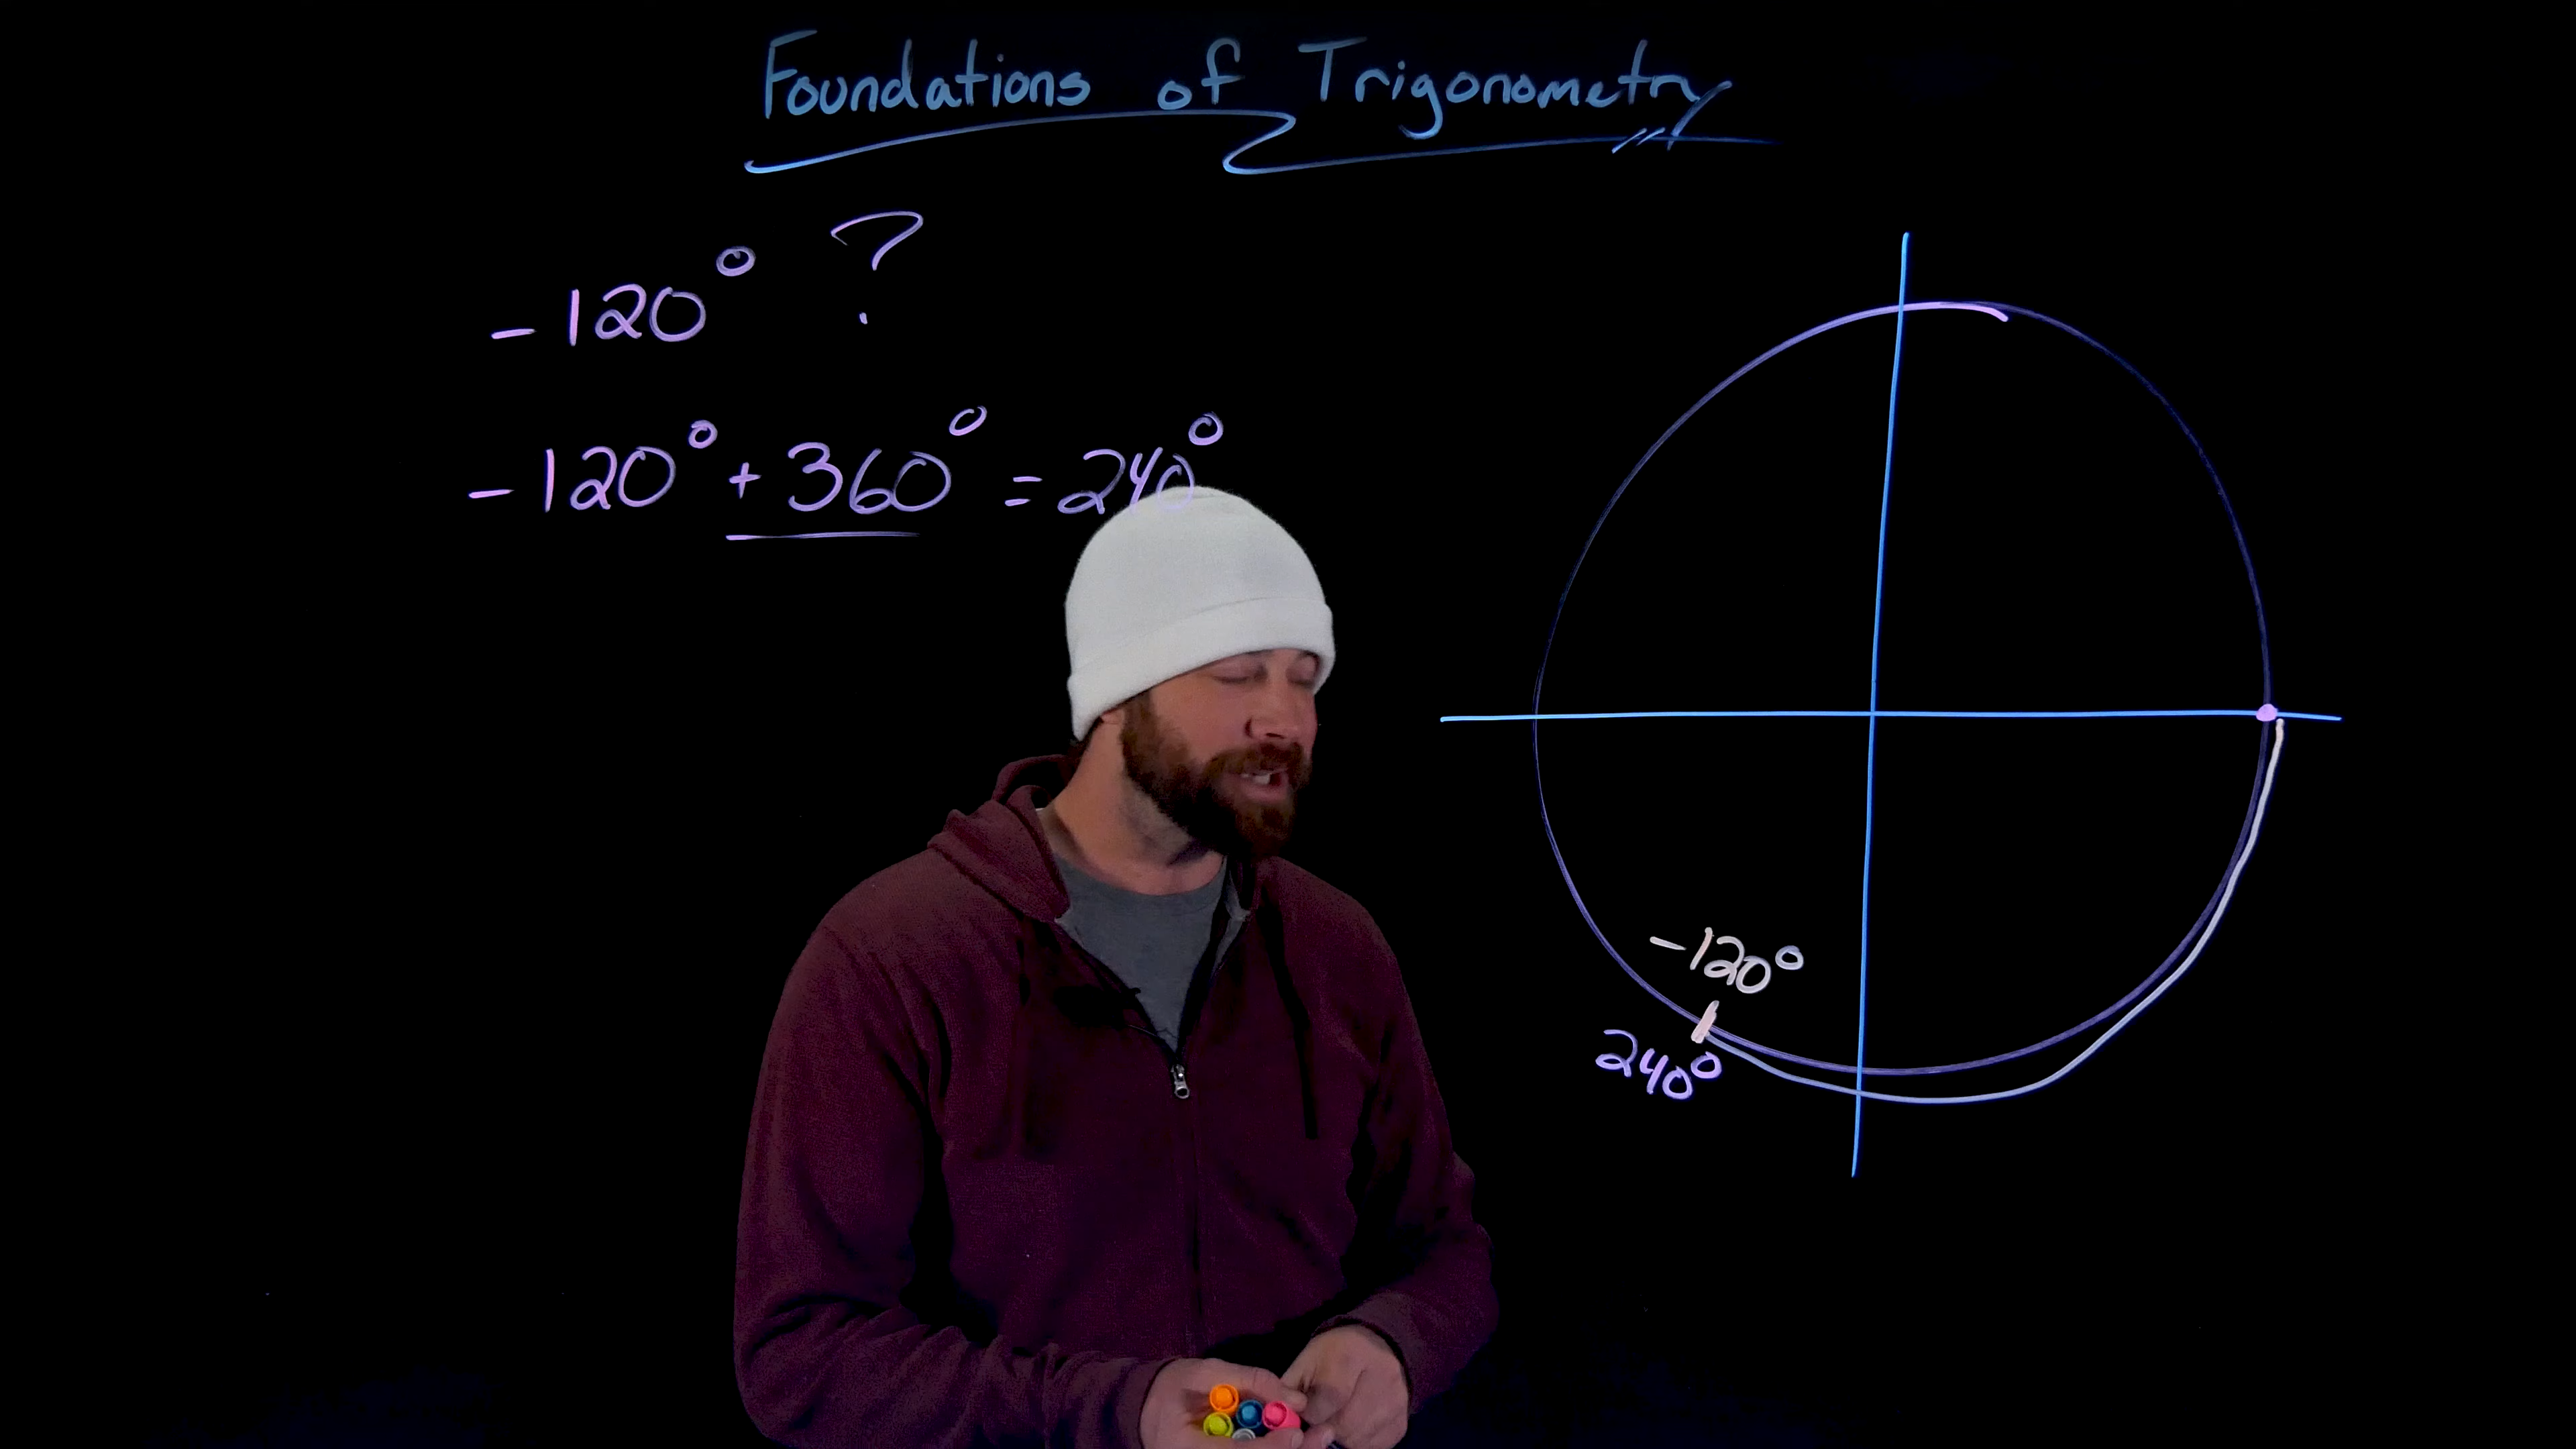 Foundations of Trigonometry
-120° ?
-120° + 360° = 240°
-120°
240°